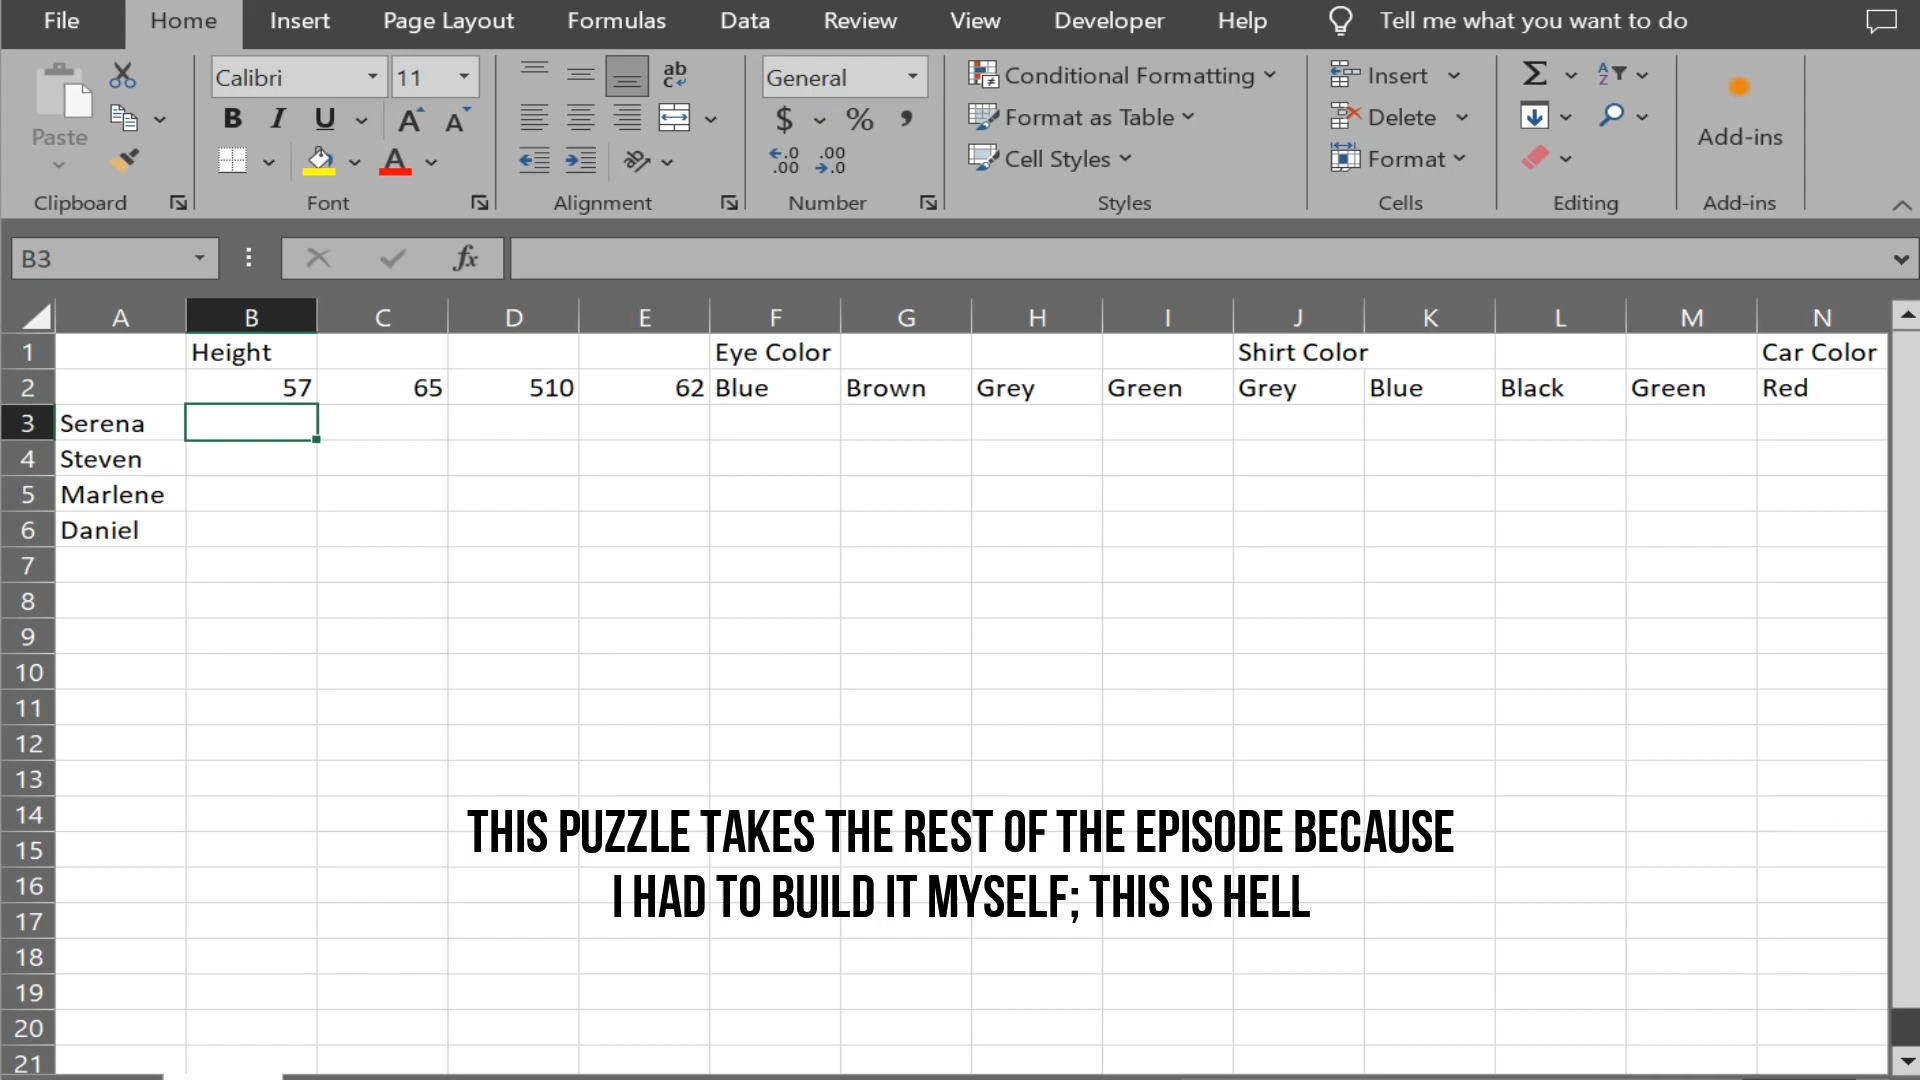 File Home Insert Page Layout Formulas Data Review View Developer Help Tell me what you want to do
Calibri 11 ab c General Conditional Formatting Insert Σ A Z
Paste B I U A A $ % , Format as Table Delete Add-ins
A ←.0 .00 .00 →.0 Cell Styles Format
Clipboard Font Alignment Number Styles Cells Editing Add-ins
B3 fx
A B C D E F G H I J K L M N
1 Height Eye Color Shirt Color Car Color
2 57 65 510 62 Blue Brown Grey Green Grey Blue Black Green Red
3 Serena
4 Steven
5 Marlene
6 Daniel
7
8
9
10
11
12
13
14
15
16
17
18
19
20
21
THIS PUZZLE TAKES THE REST OF THE EPISODE BECAUSE
I HAD TO BUILD IT MYSELF; THIS IS HELL